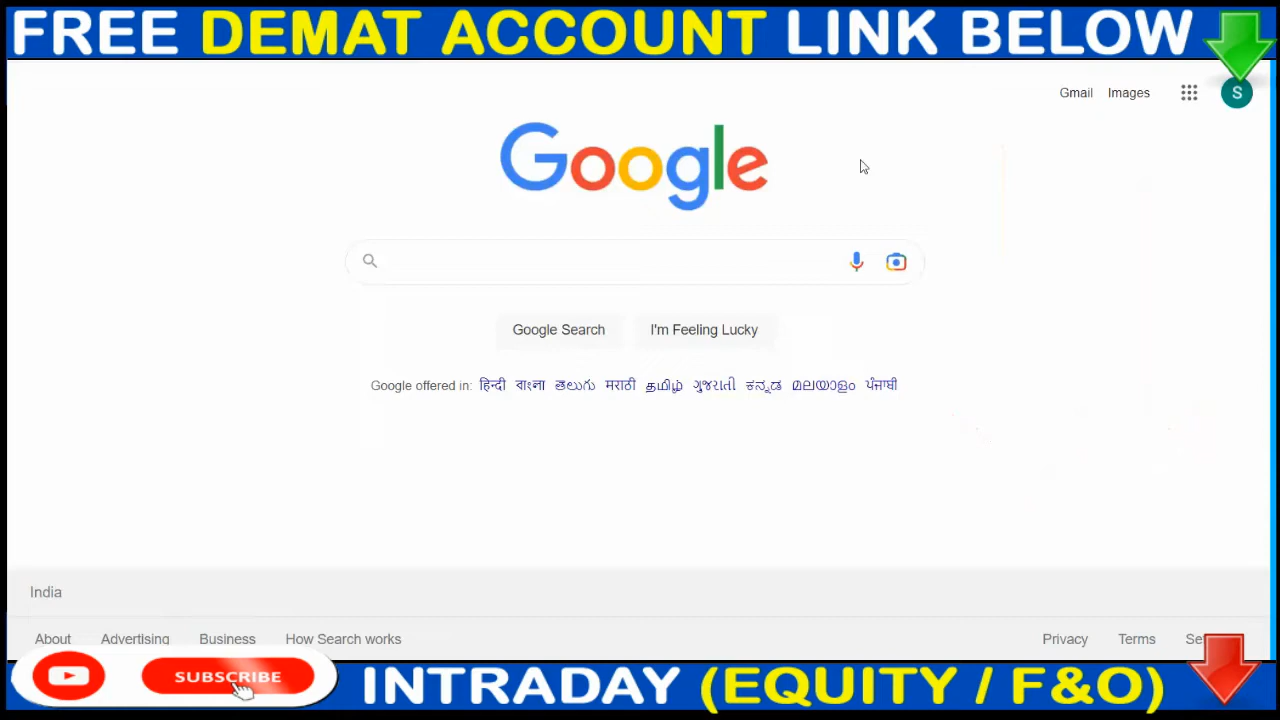 FREE DEMAT ACCOUNT LINK BELOW
Gmail Images S
Google
Google Search I'm Feeling Lucky
Google offered in: हिन्दी বাংলা తెలుగు मराठी தமிழ் ગુજરાતી ಕನ್ನಡ മലയാളം ਪੰਜਾਬੀ
India
About Advertising Business How Search works Privacy Terms
SUBSCRIBE
INTRADAY (EQUITY / F&O)